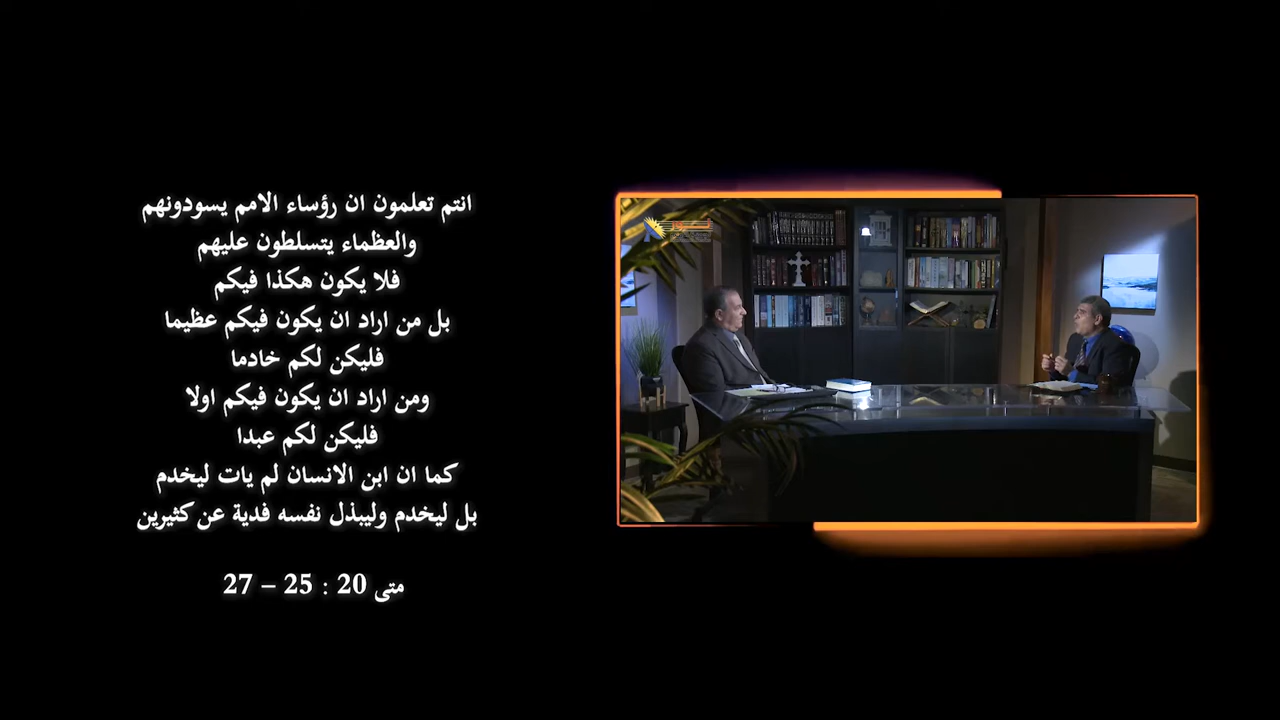 انتم تعلمون ان رؤساء الامم يسودونهم
والعظماء يتسلطون عليهم
فلا يكون هكذا فيكم
بل من اراد ان يكون فيكم عظيما
فليكن لكم خادما
ومن اراد ان يكون فيكم اولا
فليكن لكم عبدا
كما ان ابن الانسان لم يات ليخدم
بل ليخدم وليبذل نفسه فدية عن كثيرين
متى 20 : 25 – 27